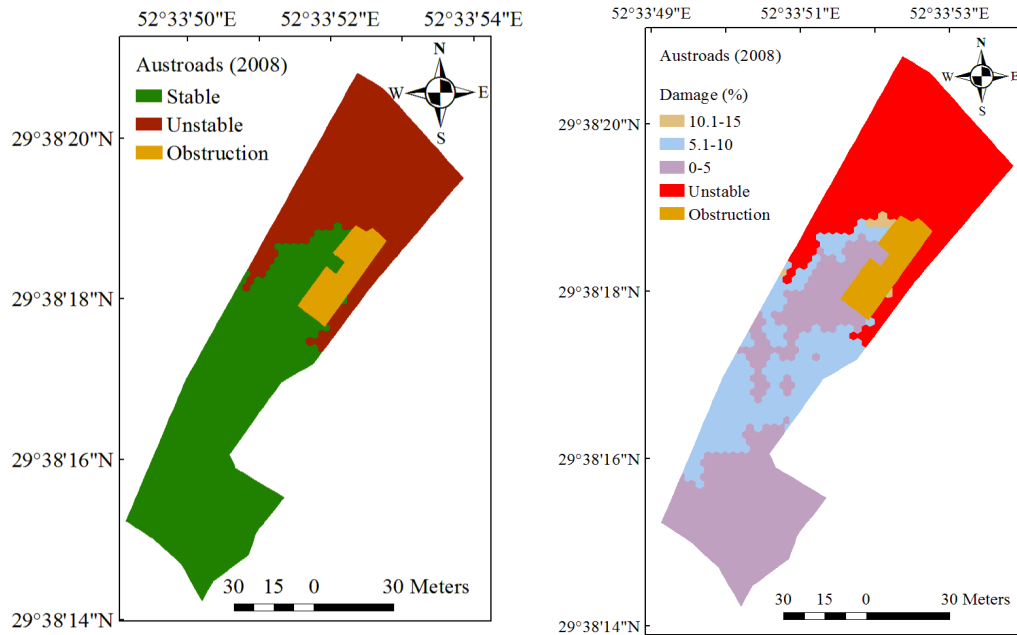 52°33'50"E 52°33'52"E 52°33'54"E
Austroads (2008)
Stable
Unstable
Obstruction
N
W E
S
29°38'20"N
29°38'18"N
29°38'16"N
29°38'14"N
30 15 0 30 Meters
52°33'49"E 52°33'51"E 52°33'53"E
Austroads (2008)
Damage (%)
10.1-15
5.1-10
0-5
Unstable
Obstruction
N
W E
S
29°38'20"N
29°38'18"N
29°38'16"N
29°38'14"N
30 15 0 30 Meters